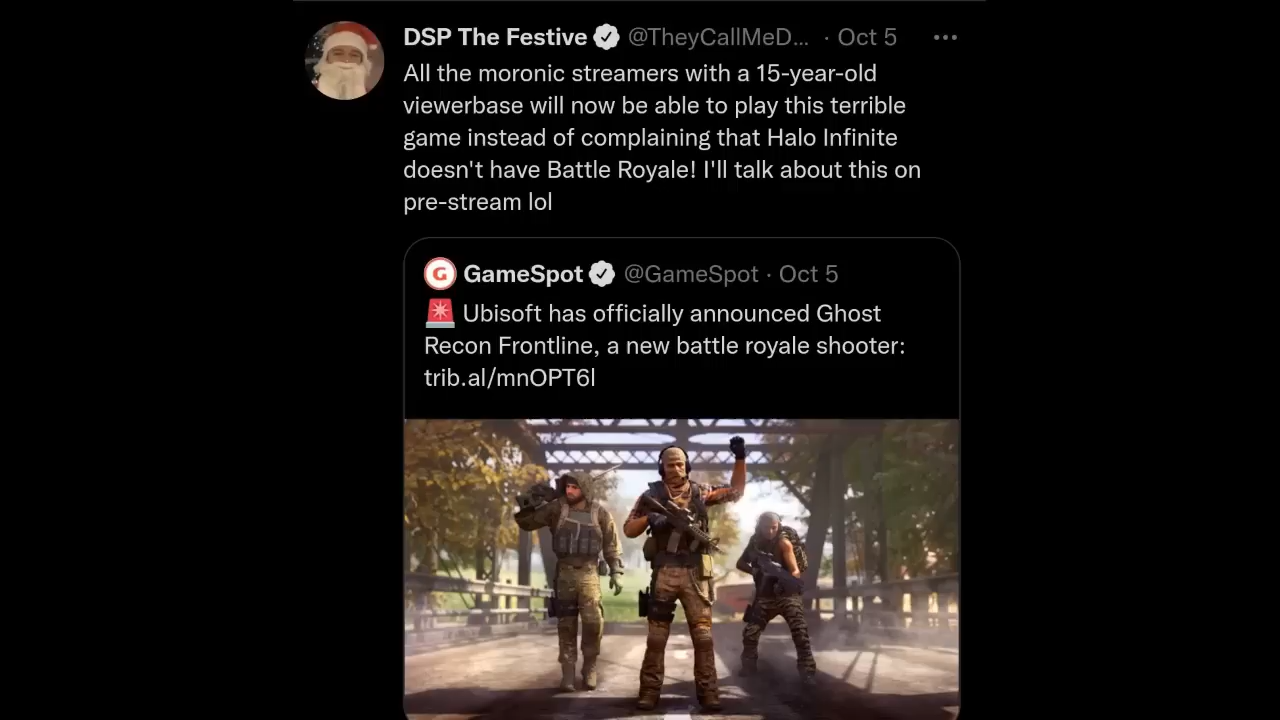 DSP The Festive @TheyCallMeD... · Oct 5
All the moronic streamers with a 15-year-old
viewerbase will now be able to play this terrible
game instead of complaining that Halo Infinite
doesn't have Battle Royale! I'll talk about this on
pre-stream lol
G GameSpot @GameSpot · Oct 5
🚨 Ubisoft has officially announced Ghost
Recon Frontline, a new battle royale shooter:
trib.al/mnOPT6l